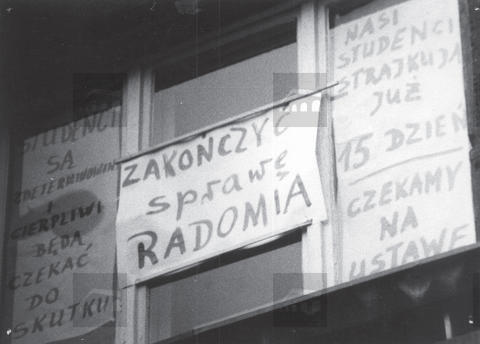 STUDENCI
SĄ
ZDETERMINOWANI
I
CIERPLIWI
BĘDĄ
CZEKAĆ
DO
SKUTKU
ZAKOŃCZYĆ
sprawę
RADOMIA
NASI
STUDENCI
STRAJKUJĄ
JUŻ
15 DZIEŃ
CZEKAMY
NA
USTAWĘ